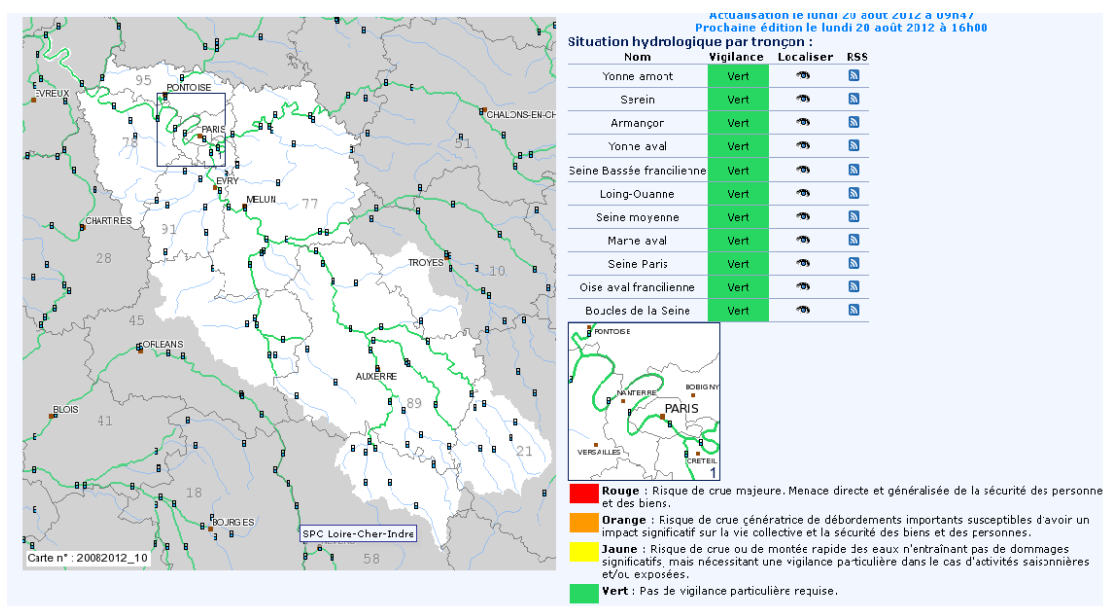 Actualisation le lundi 20 août 2012 à 09h47
Prochaine édition le lundi 20 août 2012 à 16h00
Situation hydrologique par tronçon :
Nom Vigilance Localiser RSS
Yonne amont Vert
Serein Vert
Armançon Vert
Yonne aval Vert
Seine Bassée francilienne Vert
Loing-Ouanne Vert
Seine moyenne Vert
Marne aval Vert
Seine Paris Vert
Oise aval francilienne Vert
Boucles de la Seine Vert
95
PONTOISE
EVREUX
PARIS
CHALONS-EN-CH
78
51
EVRY
MELUN
77
CHARTRES
91
28
TROYES
10
45
ORLEANS
AUXERRE
BLOIS
89
41
21
18
BOURGES
SPC Loire-Cher-Indre
NEVERS
58
Carte n° : 20082012_10
PONTOISE
NANTERRE
BOBIGNY
PARIS
VERSAILLES
CRETEIL
1
Rouge : Risque de crue majeure. Menace directe et généralisée de la sécurité des personne
et des biens.
Orange : Risque de crue génératrice de débordements importants susceptibles d'avoir un
impact significatif sur la vie collective et la sécurité des biens et des personnes.
Jaune : Risque de crue ou de montée rapide des eaux n'entraînant pas de dommages
significatifs, mais nécessitant une vigilance particulière dans le cas d'activités saisonnières
et/ou exposées.
Vert : Pas de vigilance particulière requise.